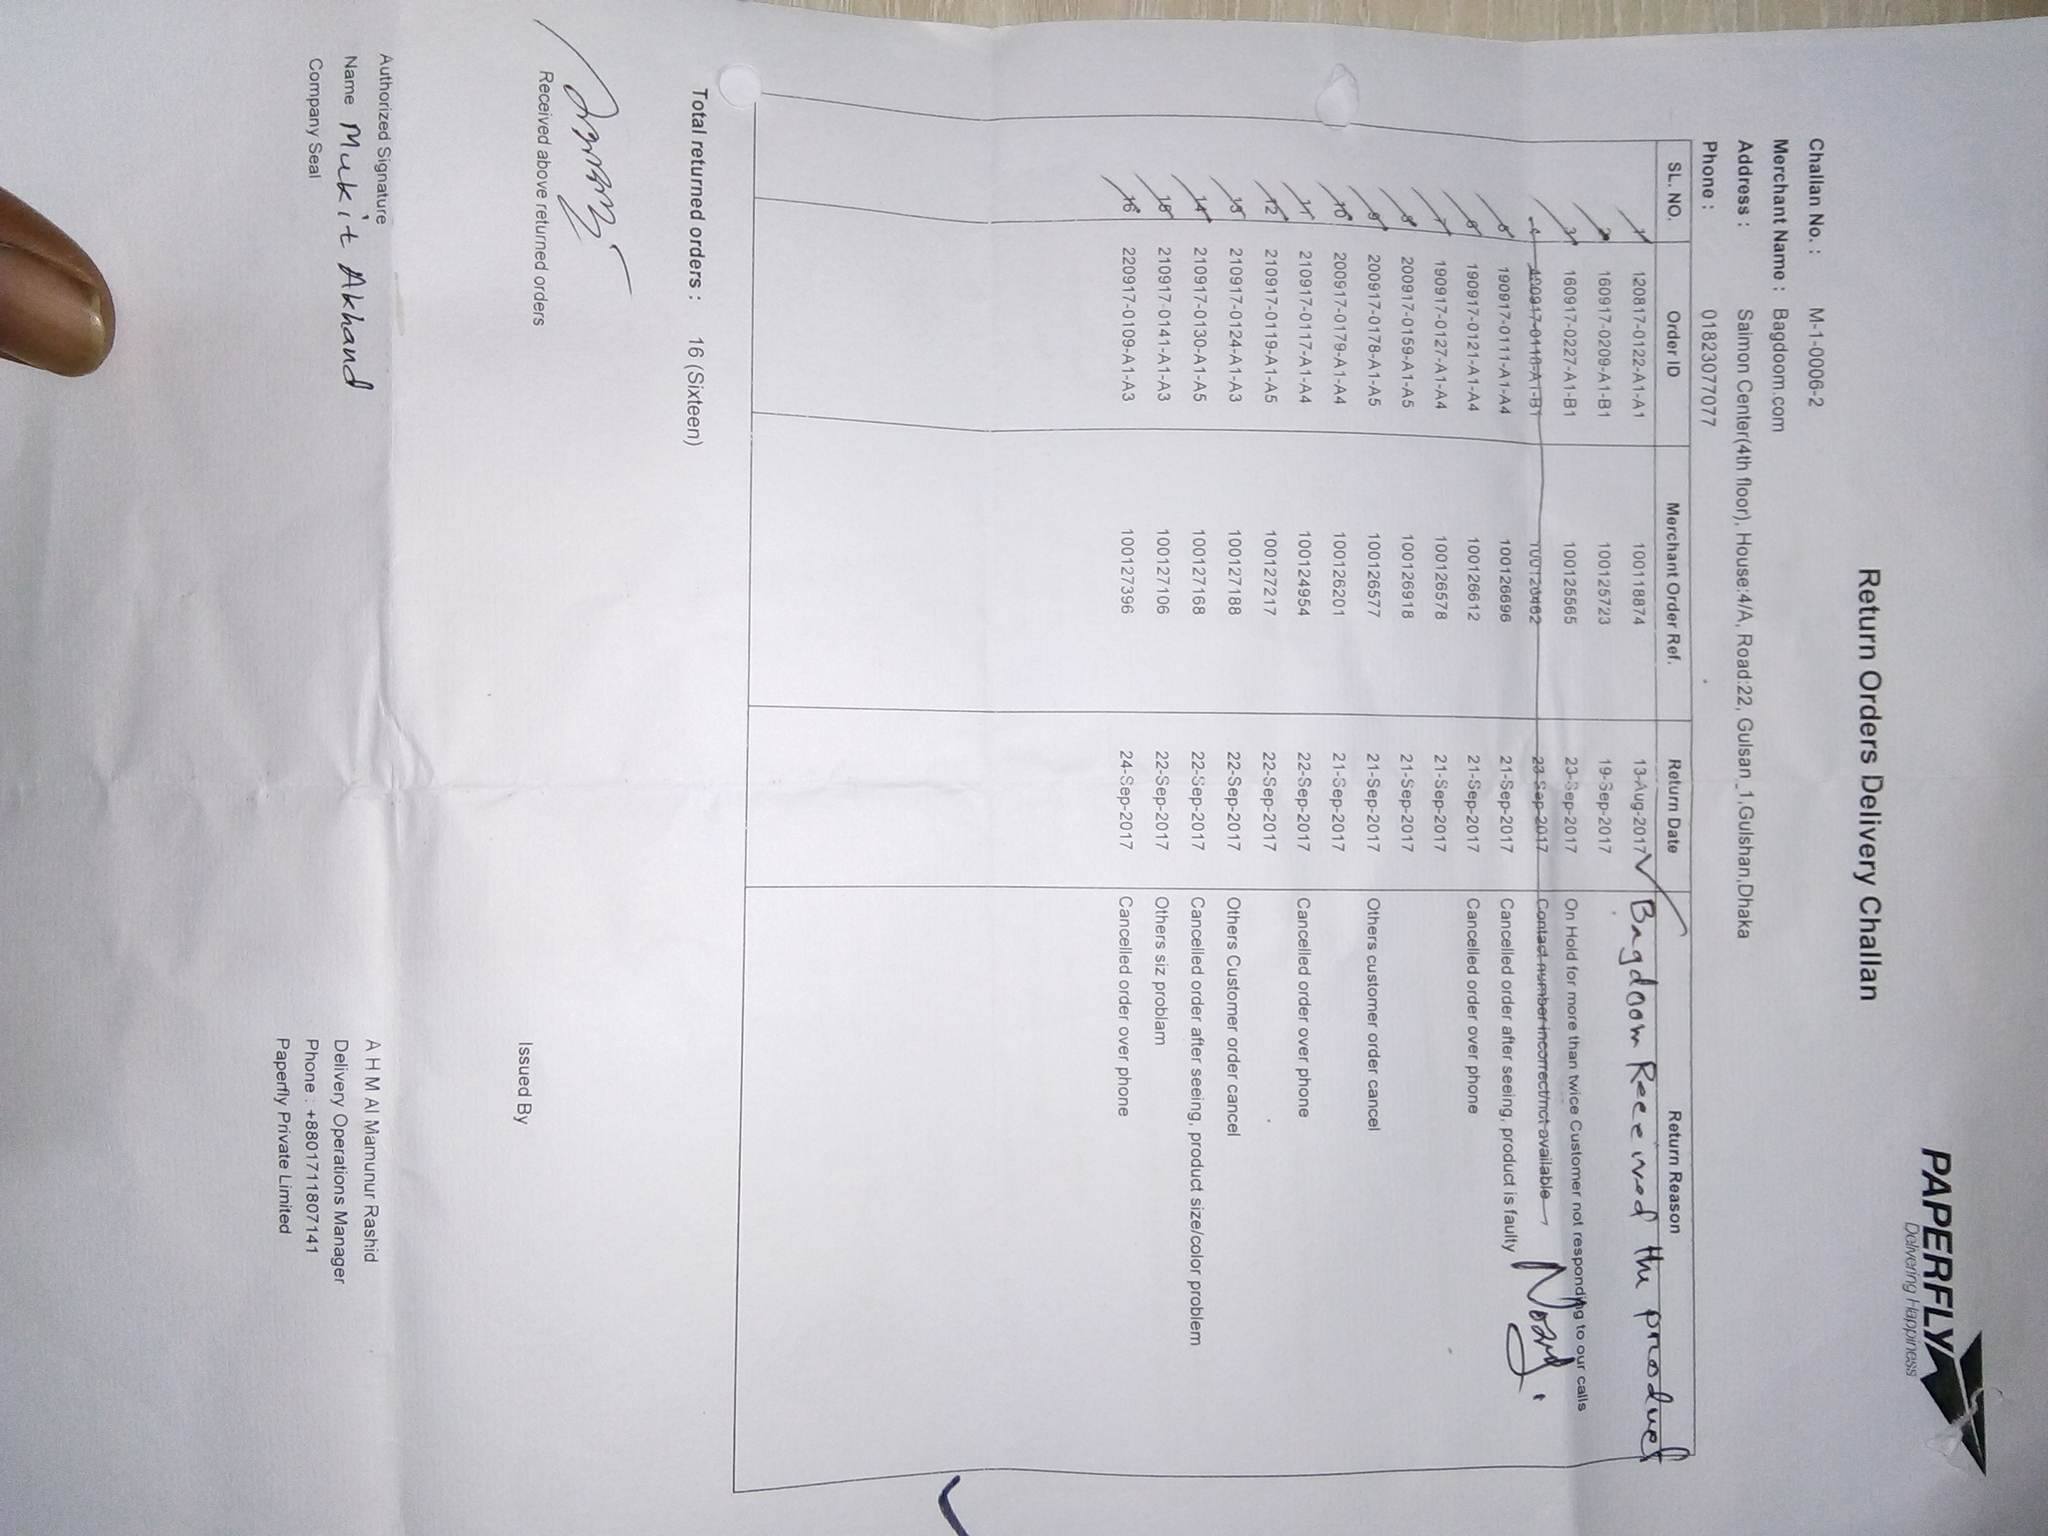 PAPERFLY
Delivering Happiness
Return Orders Delivery Challan
Challan No. : M-1-0006-2
Merchant Name : Bagdoom.com
Address : Saimon Center(4th floor), House:4/A, Road:22, Gulsan_1,Gulshan,Dhaka
Phone : 01823077077
SL. NO. Order ID Merchant Order Ref. Return Date Return Reason
1 120817-0122-A1-A1 100118874 13-Aug-2017 Bagdoom Received the product
2 160917-0209-A1-B1 100125723 19-Sep-2017
3 160917-0227-A1-B1 100125565 23-Sep-2017 On Hold for more than twice Customer not responding to our calls
23-Sep-2017 Contact number incorrect/not available
5 190917-0111-A1-A4 100126696 21-Sep-2017 Cancelled order after seeing, product is faulty
6 190917-0121-A1-A4 100126612 21-Sep-2017 Cancelled order over phone
7 190917-0127-A1-A4 100126578 21-Sep-2017
8 200917-0159-A1-A5 100126918 21-Sep-2017
9 200917-0178-A1-A5 100126577 21-Sep-2017 Others customer order cancel
10 200917-0179-A1-A4 100126201 21-Sep-2017
11 210917-0117-A1-A4 100124954 22-Sep-2017 Cancelled order over phone
12 210917-0119-A1-A5 100127217 22-Sep-2017
13 210917-0124-A1-A3 100127188 22-Sep-2017 Others Customer order cancel
14 210917-0130-A1-A5 100127168 22-Sep-2017 Cancelled order after seeing, product size/color problem
15 210917-0141-A1-A3 100127106 22-Sep-2017 Others siz problam
16 220917-0109-A1-A3 100127396 24-Sep-2017 Cancelled order over phone
Total returned orders : 16 (Sixteen)
Received above returned orders
Issued By
Authorized Signature
Name Mukit Akhand
Company Seal
A H M Al Mamunur Rashid
Delivery Operations Manager
Phone : +8801711807141
Paperfly Private Limited